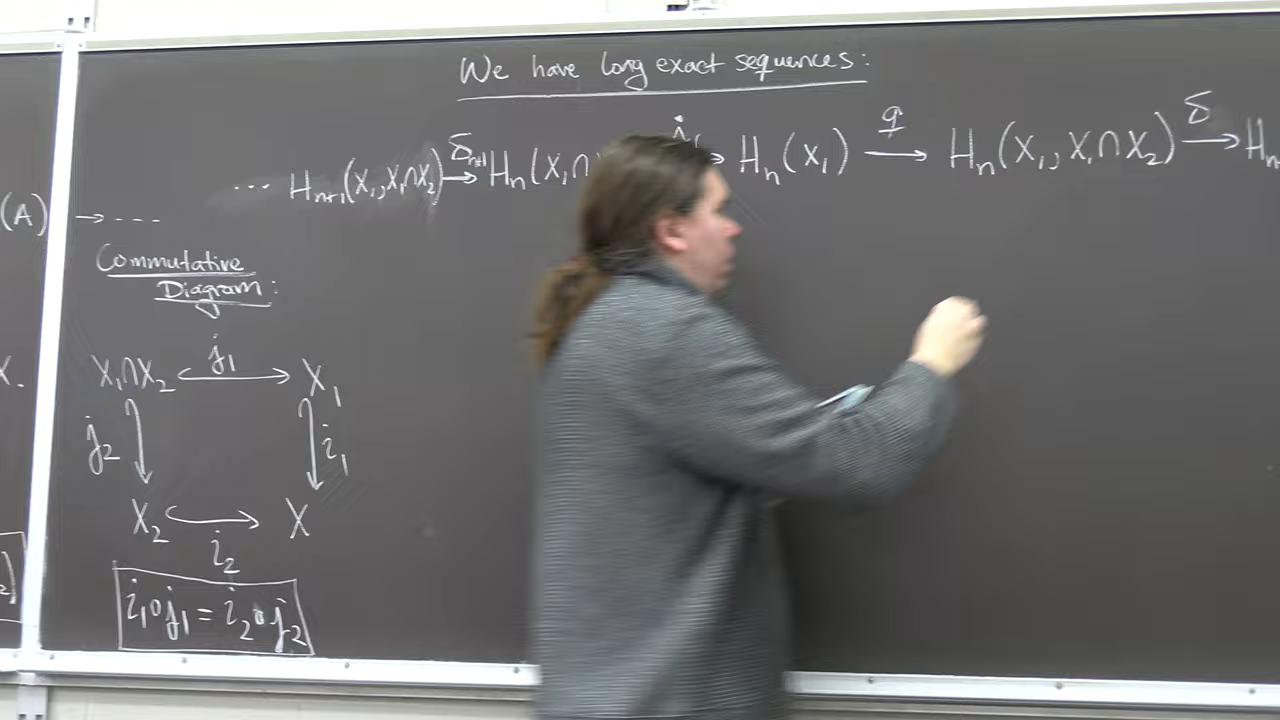 We have long exact sequences:
... Hₙ₊₁(X₁, X₁∩X₂) →δₙ₊₁ Hₙ(X₁∩ → Hₙ(X₁) →q Hₙ(X₁, X₁∩X₂) →δ Hₙ
(A) → ----
Commutative
Diagram:
X₁∩X₂ ↪j₁ X₁
j₂ i₁
X₂ ↪i₂ X
i₁∘j₁ = i₂∘j₂
X.